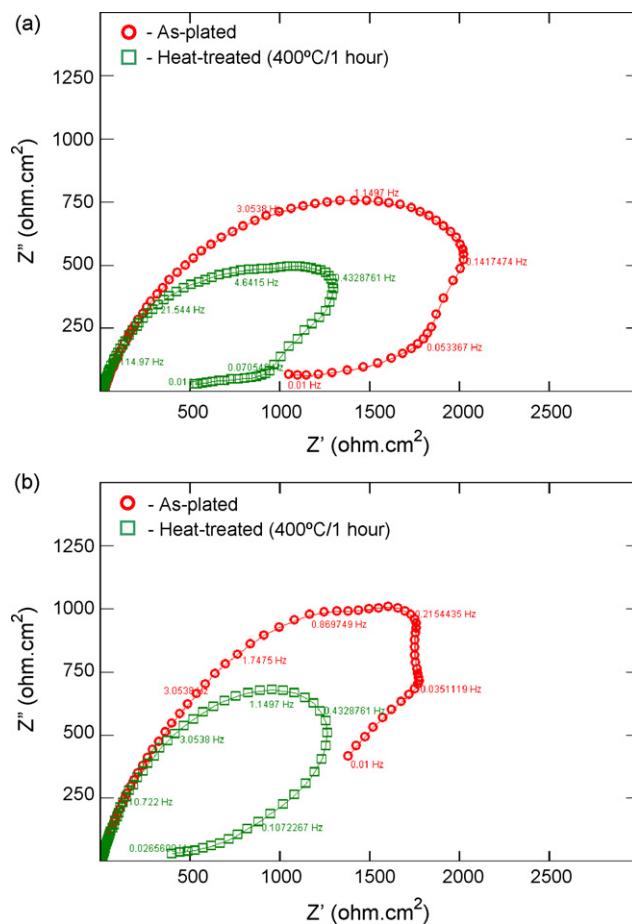 (a)
- As-plated
- Heat-treated (400ºC/1 hour)
1500
1250
1000
750
500
250
Z” (ohm.cm2)
1.1497 Hz
3.0538 Hz
0.1417474 Hz
4.6415 Hz
0.4328761 Hz
21.544 Hz
0.053367 Hz
114.97 Hz
0.01 Hz
500 1000 1500 2000 2500
Z’ (ohm.cm2)
(b)
- As-plated
- Heat-treated (400ºC/1 hour)
1250
1000
750
500
250
Z” (ohm.cm2)
0.2154435 Hz
0.869749 Hz
1.7475 Hz
3.0538 Hz
0.0351119 Hz
1.1497 Hz
0.4328761 Hz
3.0538 Hz
0.01 Hz
10.722 Hz
0.1072267 Hz
500 1000 1500 2000 2500
Z’ (ohm.cm2)